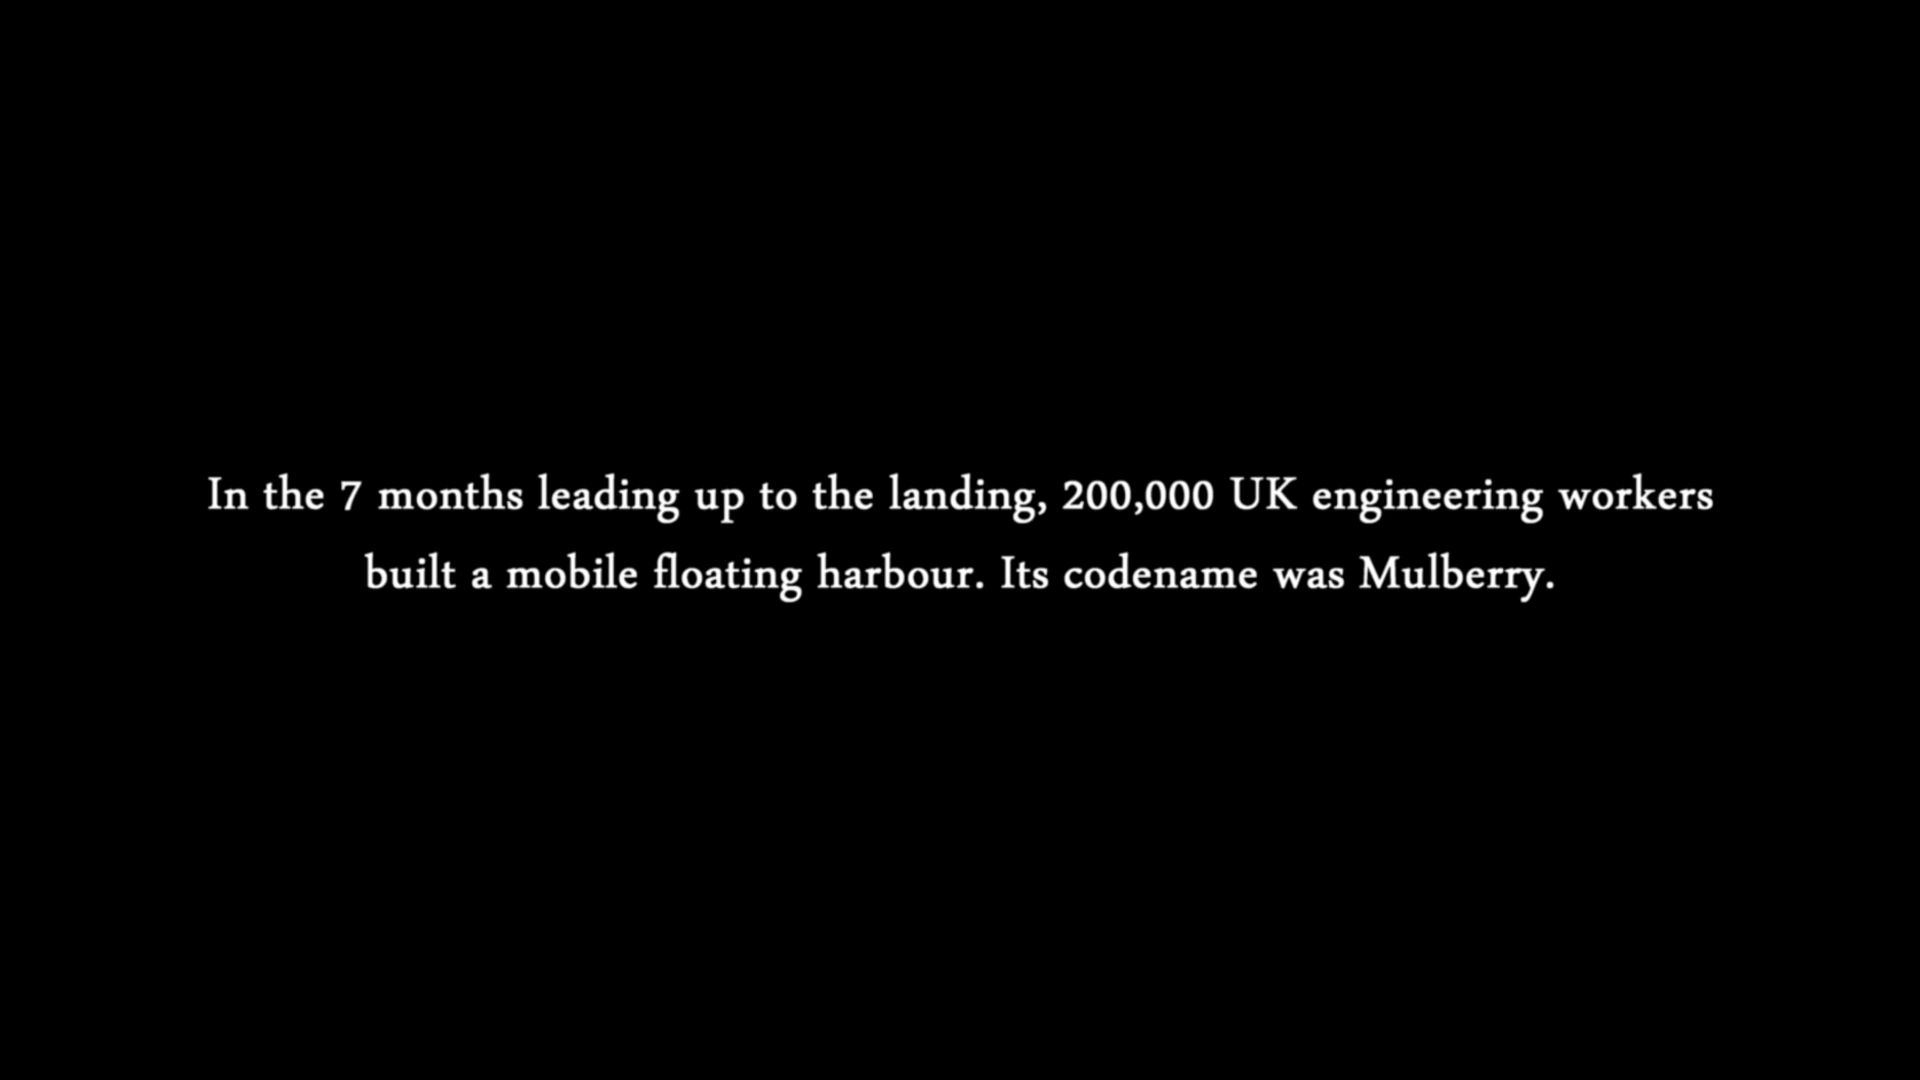 In the 7 months leading up to the landing, 200,000 UK engineering workers
built a mobile floating harbour. Its codename was Mulberry.